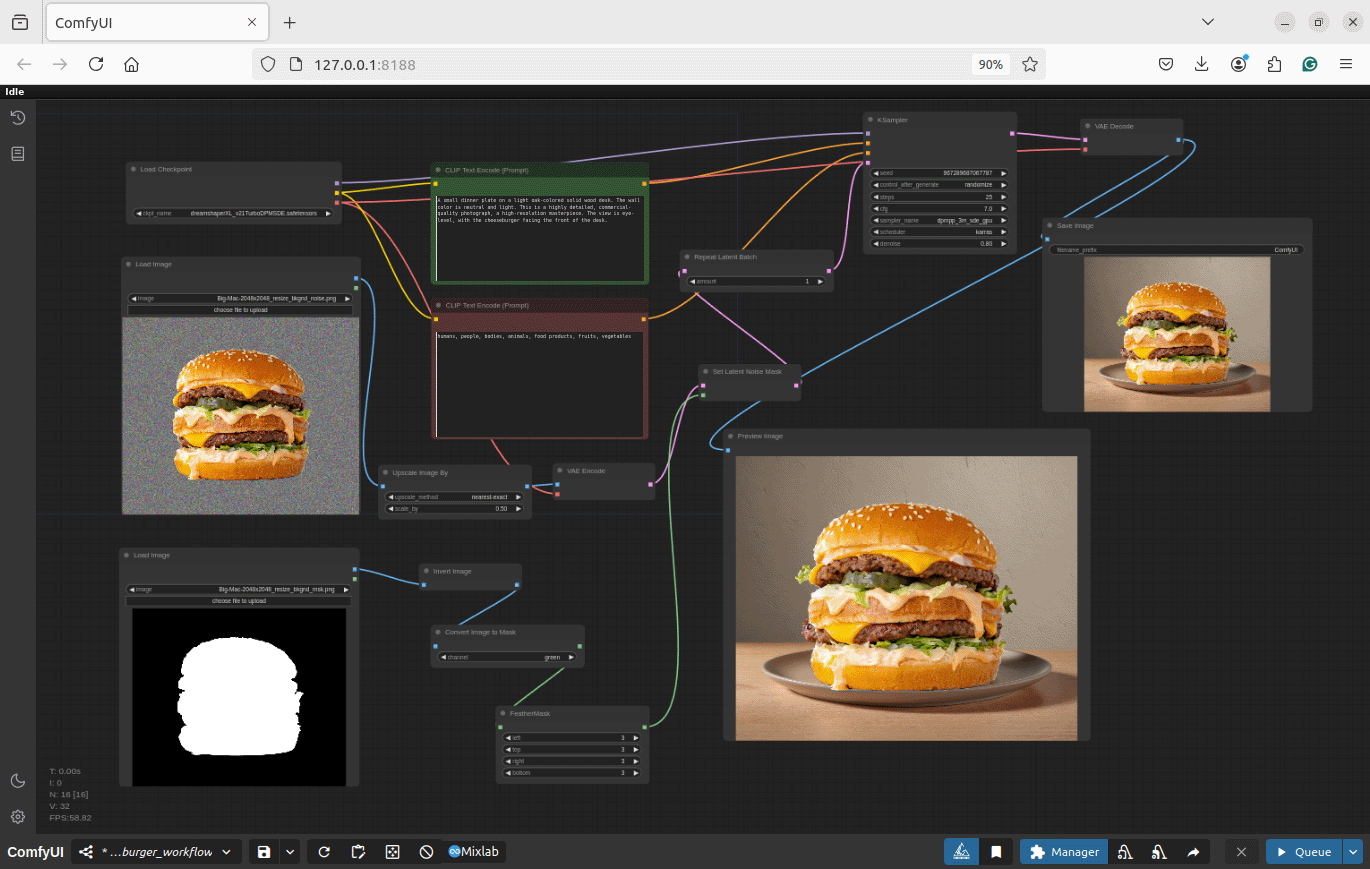 ComfyUI
127.0.0.1:8188
90%
Idle
Load Checkpoint
ckpt_name
dreamshaperXL_v21TurboDPMSDE.safetensors
CLIP Text Encode (Prompt)
A small dinner plate on a light oak-colored solid wood desk. The wall
color is neutral and light. This is a highly detailed, commercial-
quality photograph, a high-resolution masterpiece. The view is eye-
level, with the cheeseburger facing the front of the desk.
KSampler
seed
967289687067787
control_after_generate
randomize
steps
25
cfg
7.0
sampler_name
dpmpp_3m_sde_gpu
scheduler
karras
denoise
0.80
VAE Decode
Save Image
filename_prefix
ComfyUI
Load Image
image
Big-Mac-2048x2048_resize_bkgnd_noise.png
choose file to upload
Repeat Latent Batch
amount
1
CLIP Text Encode (Prompt)
humans, people, bodies, animals, food products, fruits, vegetables
Set Latent Noise Mask
Preview Image
Upscale Image By
upscale_method
nearest-exact
scale_by
0.50
VAE Encode
Load Image
image
Big-Mac-2048x2048_resize_bkgnd_msk.png
choose file to upload
Invert Image
Convert Image to Mask
channel
green
FeatherMask
left
3
top
3
right
3
bottom
3
T: 0.00s
I: 0
N: 16 [16]
V: 32
FPS:58.82
ComfyUI
* ...burger_workflow
Mixlab
Manager
Queue